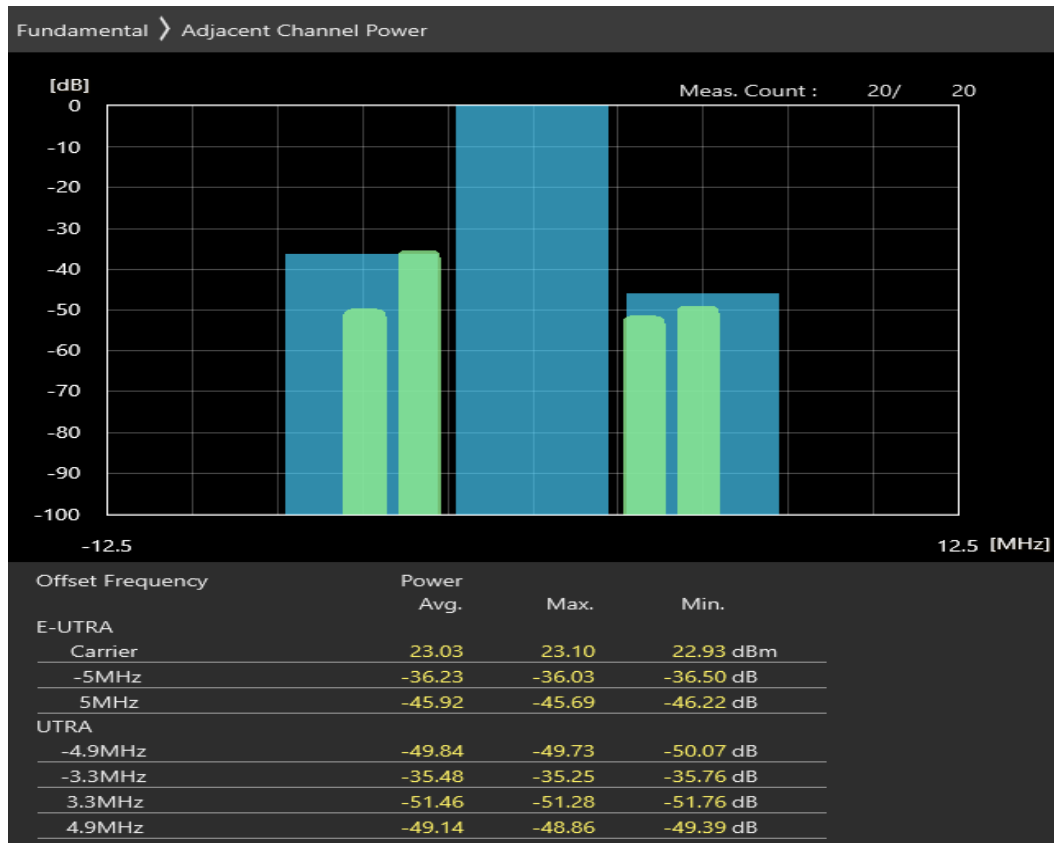 Fundamental 〉 Adjacent Channel Power
[dB]
Meas. Count : 20/ 20
0
-10
-20
-30
-40
-50
-60
-70
-80
-90
-100
-12.5 12.5 [MHz]
Offset Frequency Power
Avg. Max. Min.
E-UTRA
Carrier 23.03 23.10 22.93 dBm
-5MHz -36.23 -36.03 -36.50 dB
5MHz -45.92 -45.69 -46.22 dB
UTRA
-4.9MHz -49.84 -49.73 -50.07 dB
-3.3MHz -35.48 -35.25 -35.76 dB
3.3MHz -51.46 -51.28 -51.76 dB
4.9MHz -49.14 -48.86 -49.39 dB